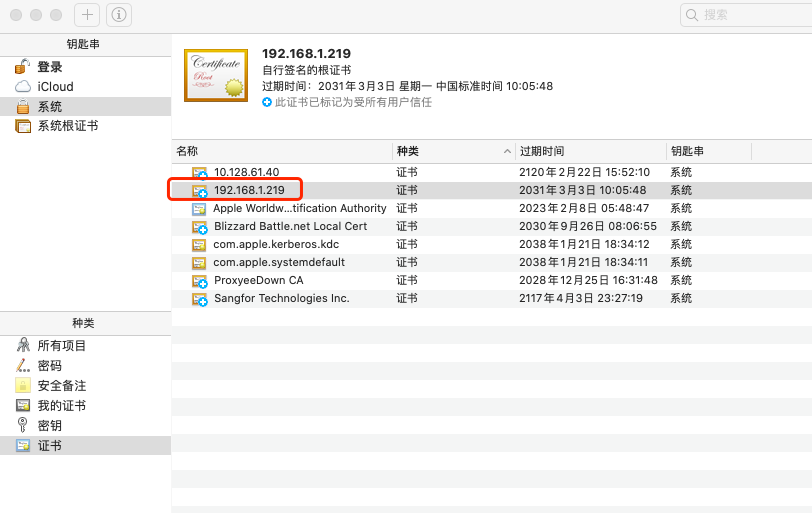 搜索
钥匙串
登录
iCloud
系统
系统根证书
Certificate
Root
192.168.1.219
自行签名的根证书
过期时间：2031年3月3日 星期一 中国标准时间 10:05:48
此证书已标记为受所有用户信任
名称 种类 过期时间 钥匙串
10.128.61.40 证书 2120年2月22日 15:52:10 系统
192.168.1.219 证书 2031年3月3日 10:05:48 系统
Apple Worldw...tification Authority 证书 2023年2月8日 05:48:47 系统
Blizzard Battle.net Local Cert 证书 2030年9月26日 08:06:55 系统
com.apple.kerberos.kdc 证书 2038年1月21日 18:34:12 系统
com.apple.systemdefault 证书 2038年1月21日 18:34:11 系统
ProxyeeDown CA 证书 2028年12月25日 16:31:48 系统
Sangfor Technologies Inc. 证书 2117年4月3日 23:27:19 系统
种类
所有项目
密码
安全备注
我的证书
密钥
证书